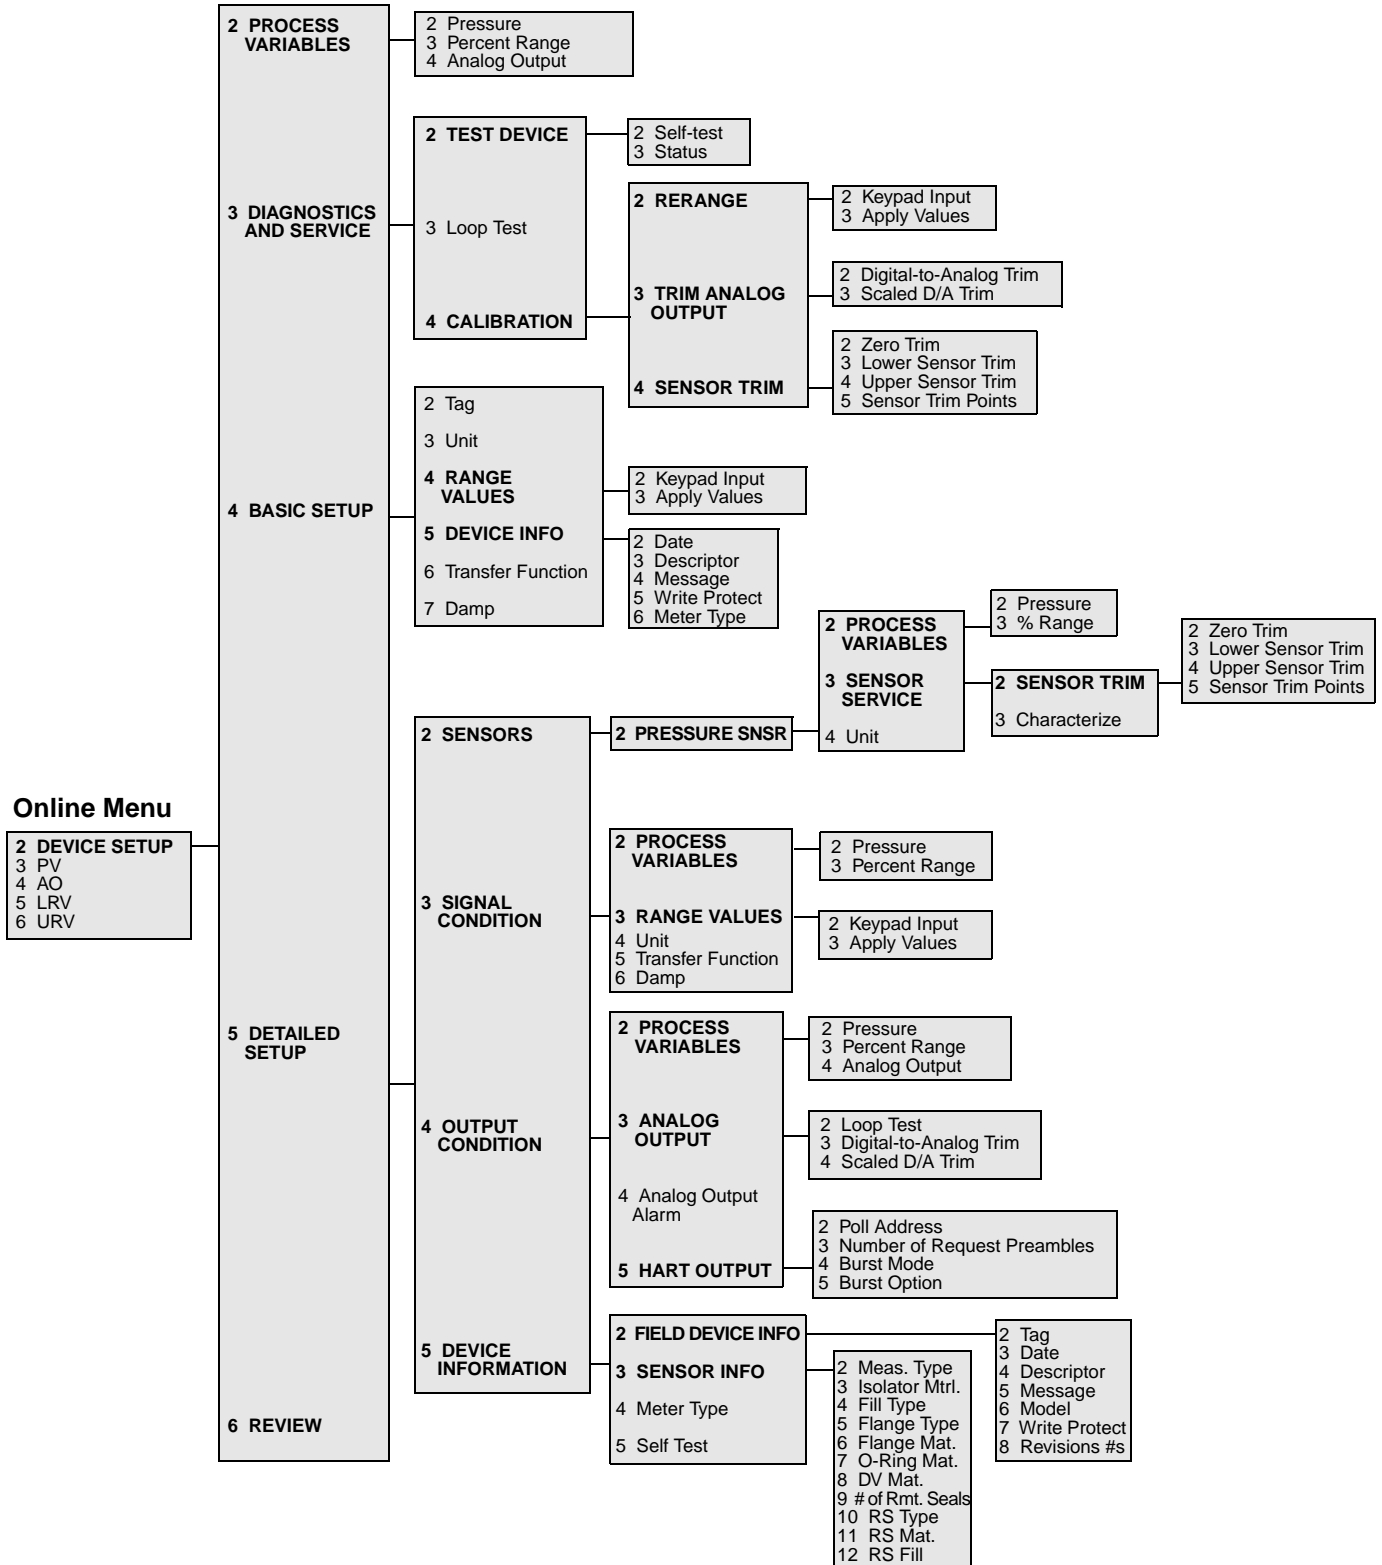 Online Menu
2 DEVICE SETUP
3 PV
4 AO
5 LRV
6 URV
2 PROCESS
VARIABLES
3 DIAGNOSTICS
AND SERVICE
4 BASIC SETUP
5 DETAILED
SETUP
6 REVIEW
2 Pressure
3 Percent Range
4 Analog Output
2 TEST DEVICE
3 Loop Test
4 CALIBRATION
2 Self-test
3 Status
2 RERANGE
3 TRIM ANALOG
OUTPUT
4 SENSOR TRIM
2 Keypad Input
3 Apply Values
2 Digital-to-Analog Trim
3 Scaled D/A Trim
2 Zero Trim
3 Lower Sensor Trim
4 Upper Sensor Trim
5 Sensor Trim Points
2 Tag
3 Unit
4 RANGE
VALUES
5 DEVICE INFO
6 Transfer Function
7 Damp
2 Keypad Input
3 Apply Values
2 Date
3 Descriptor
4 Message
5 Write Protect
6 Meter Type
2 SENSORS
3 SIGNAL
CONDITION
4 OUTPUT
CONDITION
5 DEVICE
INFORMATION
2 PRESSURE SNSR
2 PROCESS
VARIABLES
3 SENSOR
SERVICE
4 Unit
2 Pressure
3 % Range
2 SENSOR TRIM
3 Characterize
2 Zero Trim
3 Lower Sensor Trim
4 Upper Sensor Trim
5 Sensor Trim Points
2 PROCESS
VARIABLES
3 RANGE VALUES
4 Unit
5 Transfer Function
6 Damp
2 Pressure
3 Percent Range
2 Keypad Input
3 Apply Values
2 PROCESS
VARIABLES
3 ANALOG
OUTPUT
4 Analog Output
Alarm
5 HART OUTPUT
2 Pressure
3 Percent Range
4 Analog Output
2 Loop Test
3 Digital-to-Analog Trim
4 Scaled D/A Trim
2 Poll Address
3 Number of Request Preambles
4 Burst Mode
5 Burst Option
2 FIELD DEVICE INFO
3 SENSOR INFO
4 Meter Type
5 Self Test
2 Meas. Type
3 Isolator Mtrl.
4 Fill Type
5 Flange Type
6 Flange Mat.
7 O-Ring Mat.
8 DV Mat.
9 # of Rmt. Seals
10 RS Type
11 RS Mat.
12 RS Fill
2 Tag
3 Date
4 Descriptor
5 Message
6 Model
7 Write Protect
8 Revisions #s